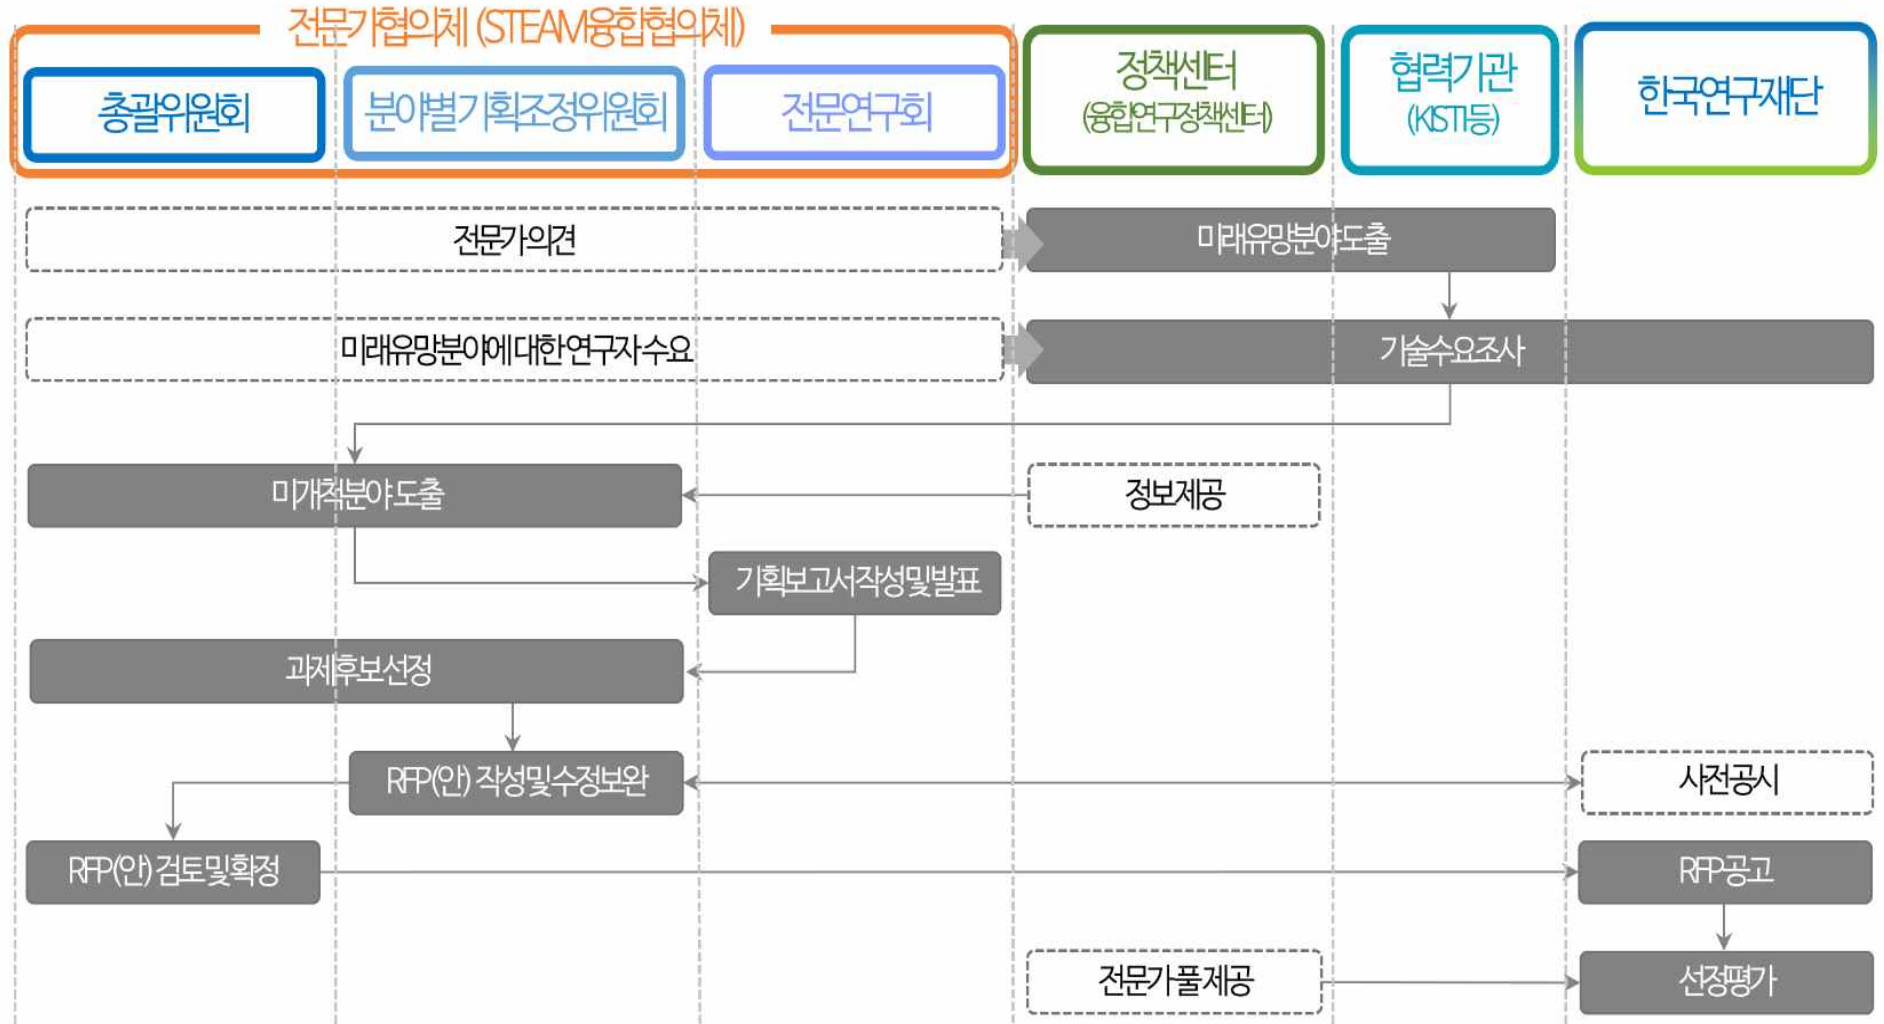 전문가협의체 (STEAM융합협의체)
총괄위원회
분야별기획조정위원회
전문연구회
정책센터
(융합연구정책센터)
협력기관
(KISTI등)
한국연구재단
전문가의견
미래유망분야도출
미래유망분야에 대한 연구자 수요
기술수요조사
미개척분야 도출
정보제공
기획보고서작성및발표
과제후보선정
RFP(안) 작성및수정보완
사전공시
RFP(안) 검토및확정
RFP공고
전문가풀제공
선정평가